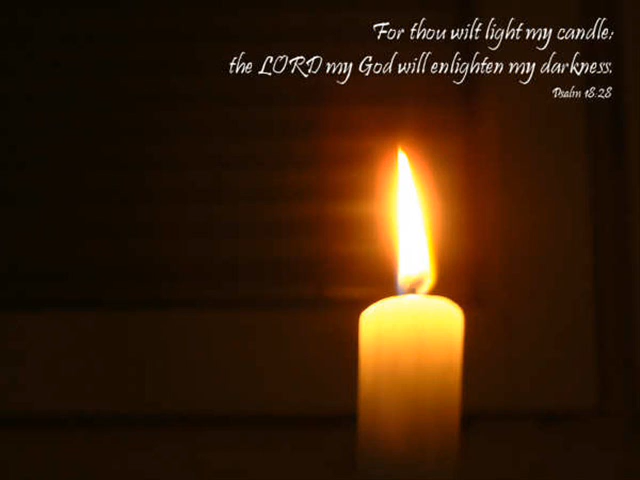 For thou wilt light my candle:
the LORD my God will enlighten my darkness.
Psalm 18:28